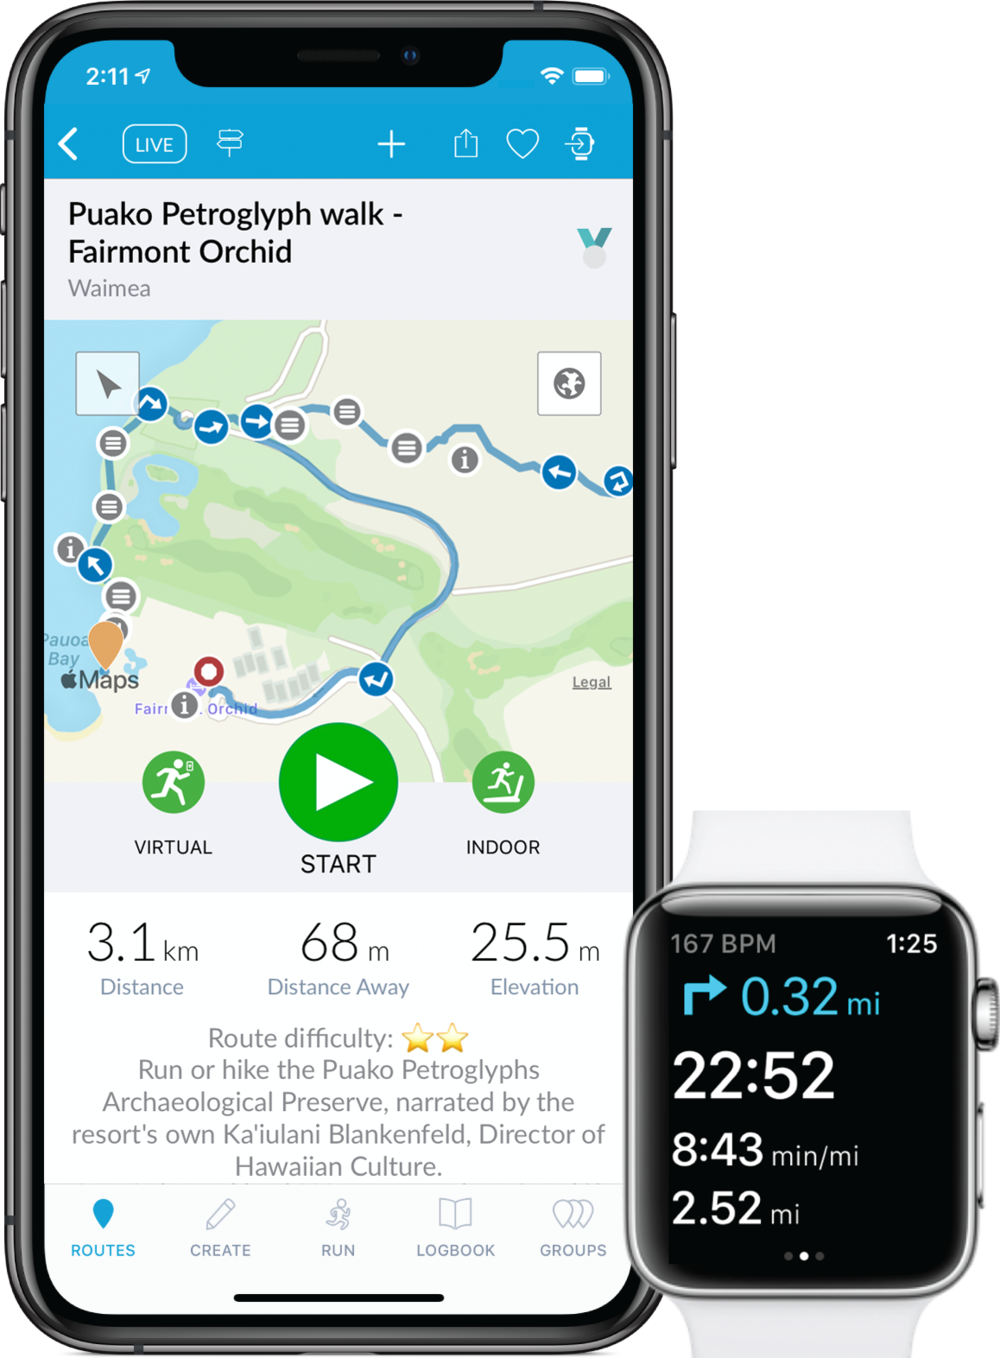 2:11
LIVE
Puako Petroglyph walk -
Fairmont Orchid
Waimea
Pauoa
Bay
Maps
Legal
Orchid
VIRTUAL
START
INDOOR
3.1 km
68 m
25.5 m
Distance
Distance Away
Elevation
Route difficulty: ⭐⭐
Run or hike the Puako Petroglyphs
Archaeological Preserve, narrated by the
resort's own Ka'iulani Blankenfeld, Director of
Hawaiian Culture.
ROUTES
CREATE
RUN
LOGBOOK
GROUPS
167 BPM
1:25
0.32 mi
22:52
8:43 min/mi
2.52 mi